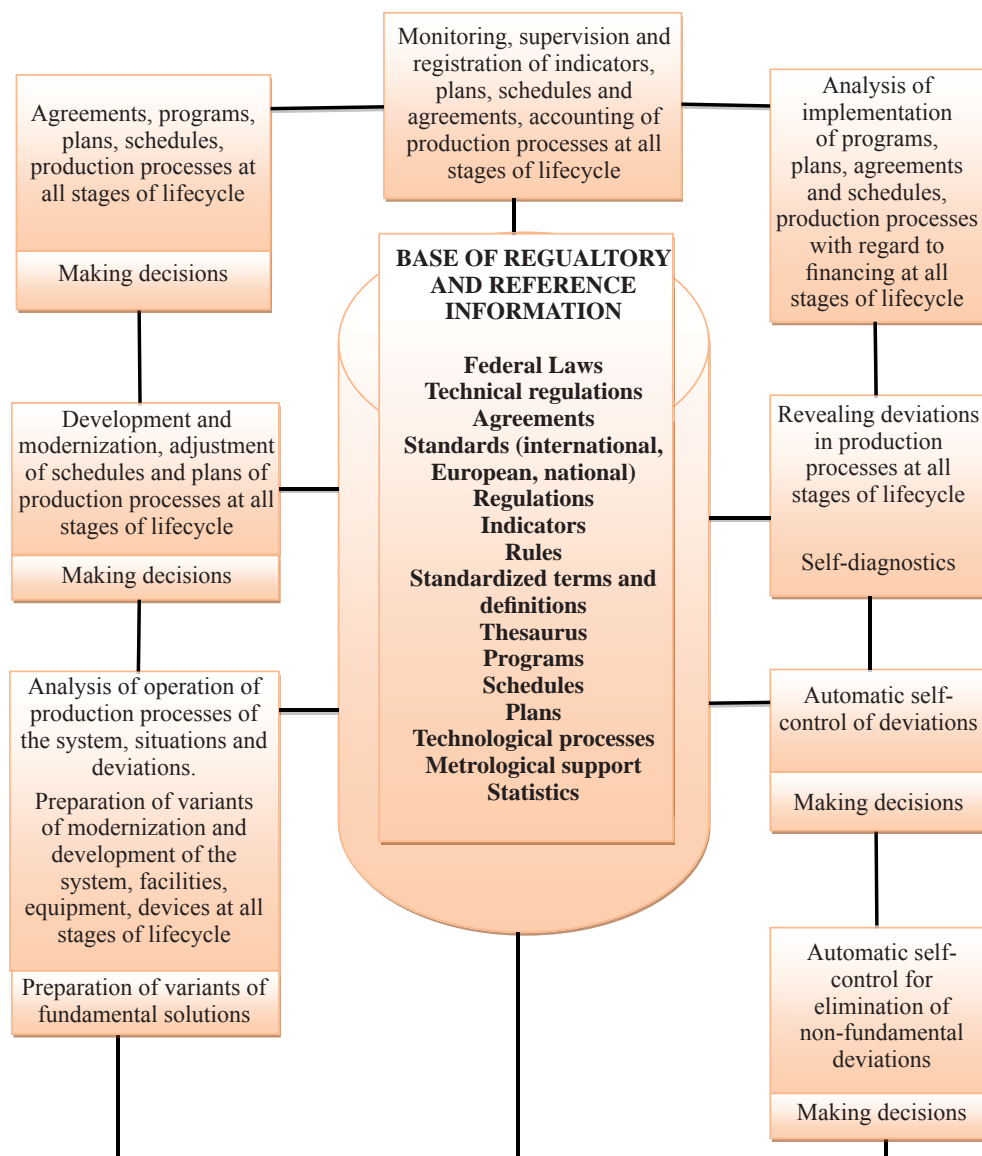 Monitoring, supervision and
registration of indicators,
plans, schedules and
agreements, accounting of
production processes at all
stages of lifecycle
Agreements, programs,
plans, schedules,
production processes at
all stages of lifecycle
Making decisions
Analysis of
implementation
of programs,
plans, agreements
and schedules,
production processes
with regard to
financing at all
stages of lifecycle
BASE OF REGUALTORY
AND REFERENCE
INFORMATION
Federal Laws
Technical regulations
Agreements
Standards (international,
European, national)
Regulations
Indicators
Rules
Standardized terms and
definitions
Thesaurus
Programs
Schedules
Plans
Technological processes
Metrological support
Statistics
Development and
modernization, adjustment
of schedules and plans of
production processes at all
stages of lifecycle
Making decisions
Revealing deviations
in production
processes at all
stages of lifecycle
Self-diagnostics
Analysis of operation of
production processes of
the system, situations and
deviations.
Preparation of variants
of modernization and
development of the
system, facilities,
equipment, devices at all
stages of lifecycle
Preparation of variants of
fundamental solutions
Automatic self-
control of deviations
Making decisions
Automatic self-
control for
elimination of
non-fundamental
deviations
Making decisions